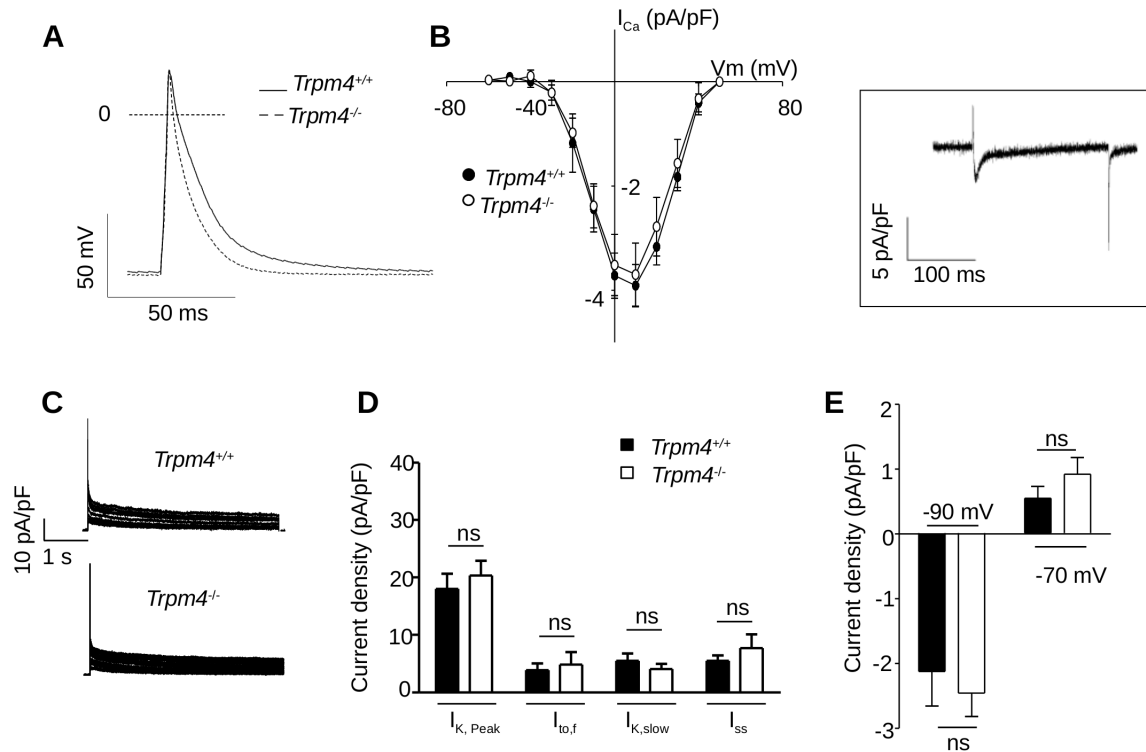 A
Trpm4+/+
0
Trpm4-/-
50 mV
50 ms
B
ICa (pA/pF)
Vm (mV)
-80
-40
80
Trpm4+/+
-2
Trpm4-/-
-4
5 pA/pF
100 ms
C
Trpm4+/+
10 pA/pF
1 s
Trpm4-/-
D
Trpm4+/+
Trpm4-/-
Current density (pA/pF)
40
30
20
10
0
ns
ns
ns
ns
IK, Peak
Ito,f
IK,slow
Iss
E
Current density (pA/pF)
2
1
0
-1
-2
-3
ns
-90 mV
-70 mV
ns